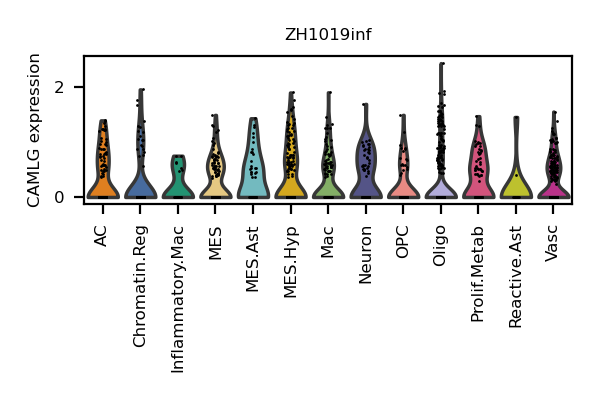 ZH1019inf
CAMLG expression
2
0
AC
Chromatin.Reg
Inflammatory.Mac
MES
MES.Ast
MES.Hyp
Mac
Neuron
OPC
Oligo
Prolif.Metab
Reactive.Ast
Vasc